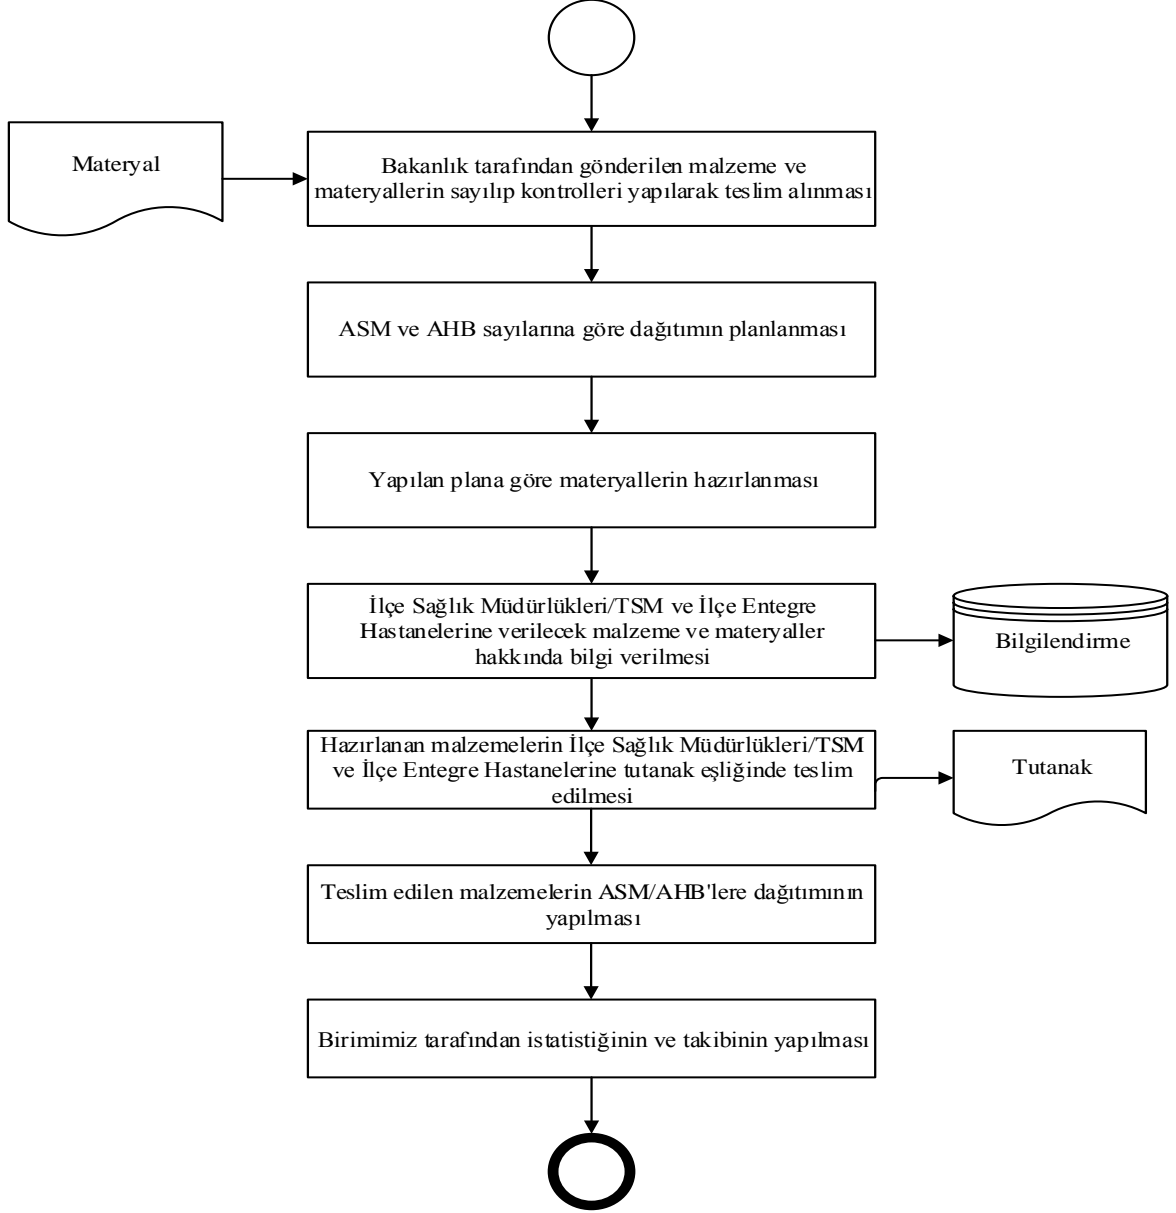 Materyal
Bakanlık tarafından gönderilen malzeme ve
materyallerin sayılıp kontrolleri yapılarak teslim alınması
ASM ve AHB sayılarına göre dağıtımın planlanması
Yapılan plana göre materyallerin hazırlanması
İlçe Sağlık Müdürlükleri/TSM ve İlçe Entegre
Hastanelerine verilecek malzeme ve materyaller
hakkında bilgi verilmesi
Bilgilendirme
Hazırlanan malzemelerin İlçe Sağlık Müdürlükleri/TSM
ve İlçe Entegre Hastanelerine tutanak eşliğinde teslim
edilmesi
Tutanak
Teslim edilen malzemelerin ASM/AHB'lere dağıtımının
yapılması
Birimimiz tarafından istatistiğinin ve takibinin yapılması